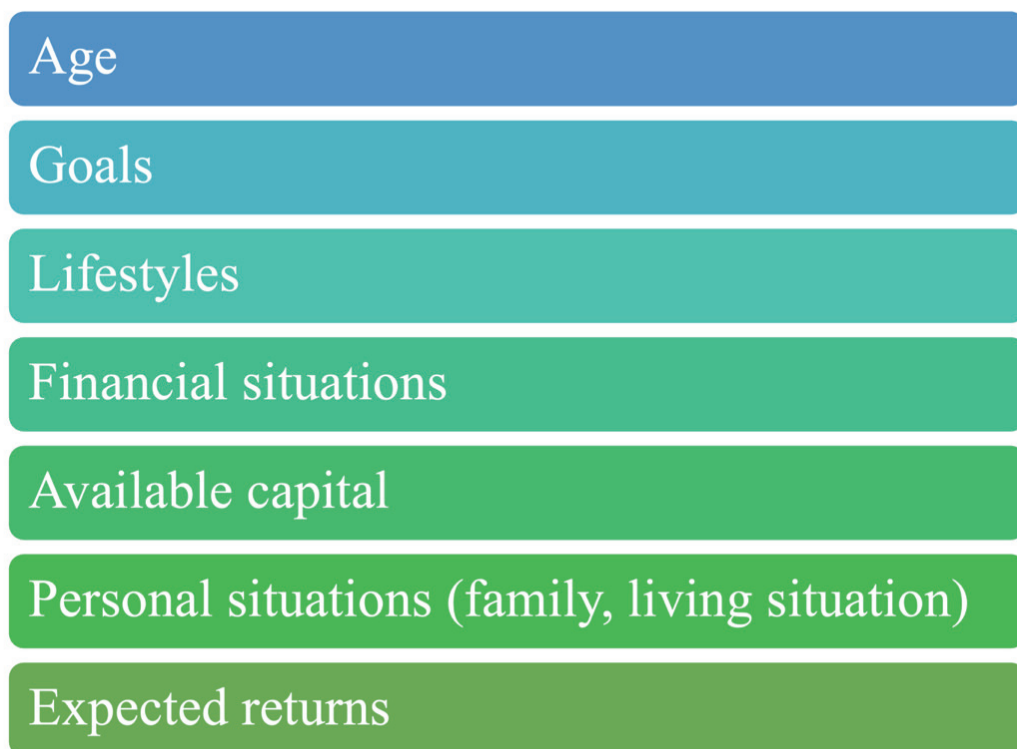 Age
Goals
Lifestyles
Financial situations
Available capital
Personal situations (family, living situation)
Expected returns